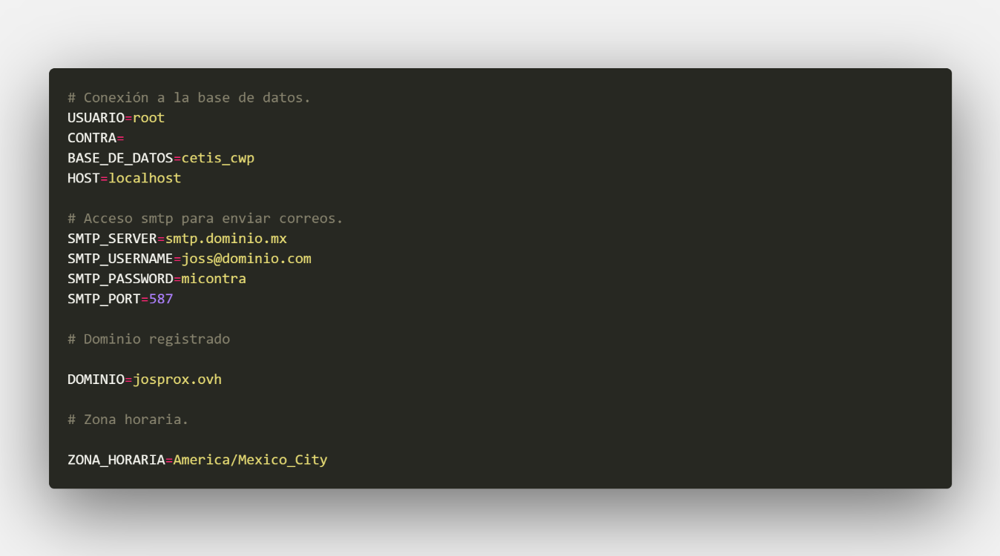 # Conexión a la base de datos.
USUARIO=root
CONTRA=
BASE_DE_DATOS=cetis_cwp
HOST=localhost
# Acceso smtp para enviar correos.
SMTP_SERVER=smtp.dominio.mx
SMTP_USERNAME=joss@dominio.com
SMTP_PASSWORD=micontra
SMTP_PORT=587
# Dominio registrado
DOMINIO=josprox.ovh
# Zona horaria.
ZONA_HORARIA=America/Mexico_City